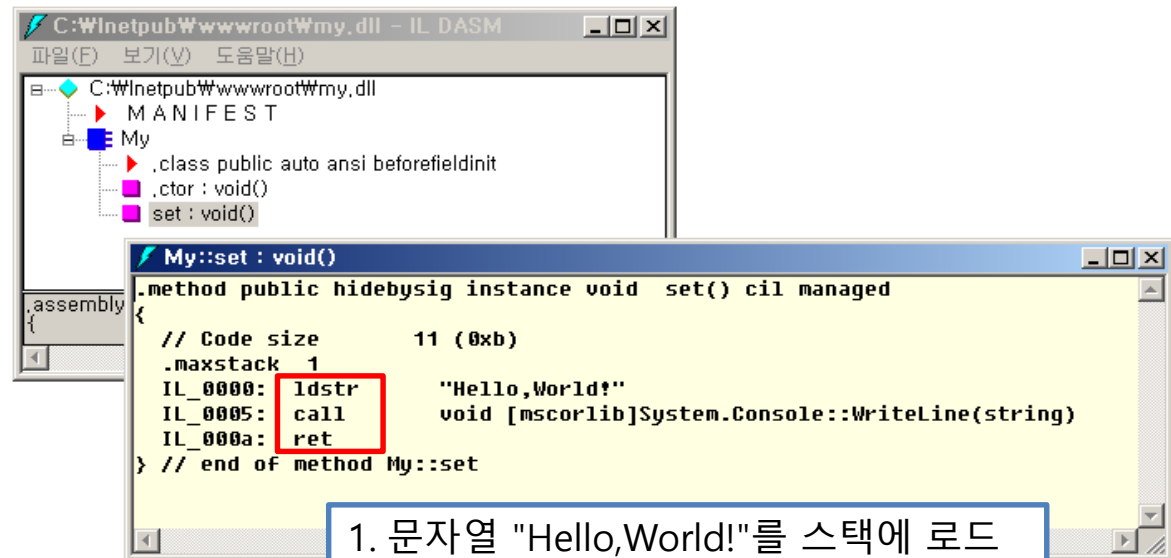 C:₩Inetpub₩wwwroot₩my.dll - IL DASM
파일(F) 보기(V) 도움말(H)
C:₩Inetpub₩wwwroot₩my.dll
M A N I F E S T
My
.class public auto ansi beforefieldinit
.ctor : void()
set : void()
.assembly
{
My::set : void()
.method public hidebysig instance void  set() cil managed
{
// Code size       11 (0xb)
.maxstack  1
IL_0000:  ldstr      "Hello,World!"
IL_0005:  call       void [mscorlib]System.Console::WriteLine(string)
IL_000a:  ret
} // end of method My::set
1. 문자열 "Hello,World!"를 스택에 로드